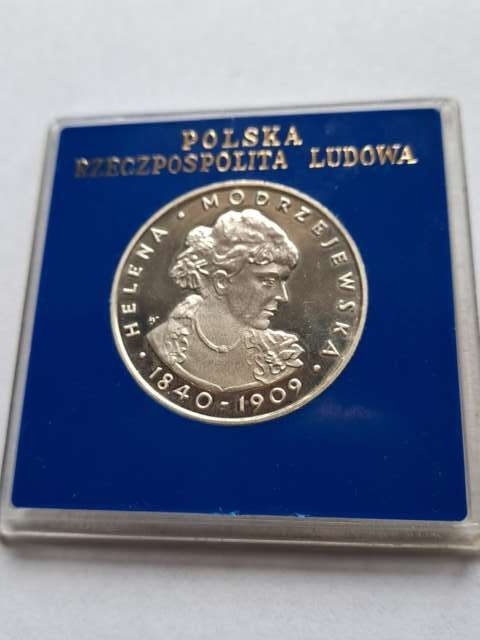 POLSKA
RZECZPOSPOLITA LUDOWA
· HELENA · MODRZEJEWSKA ·
1840-1909